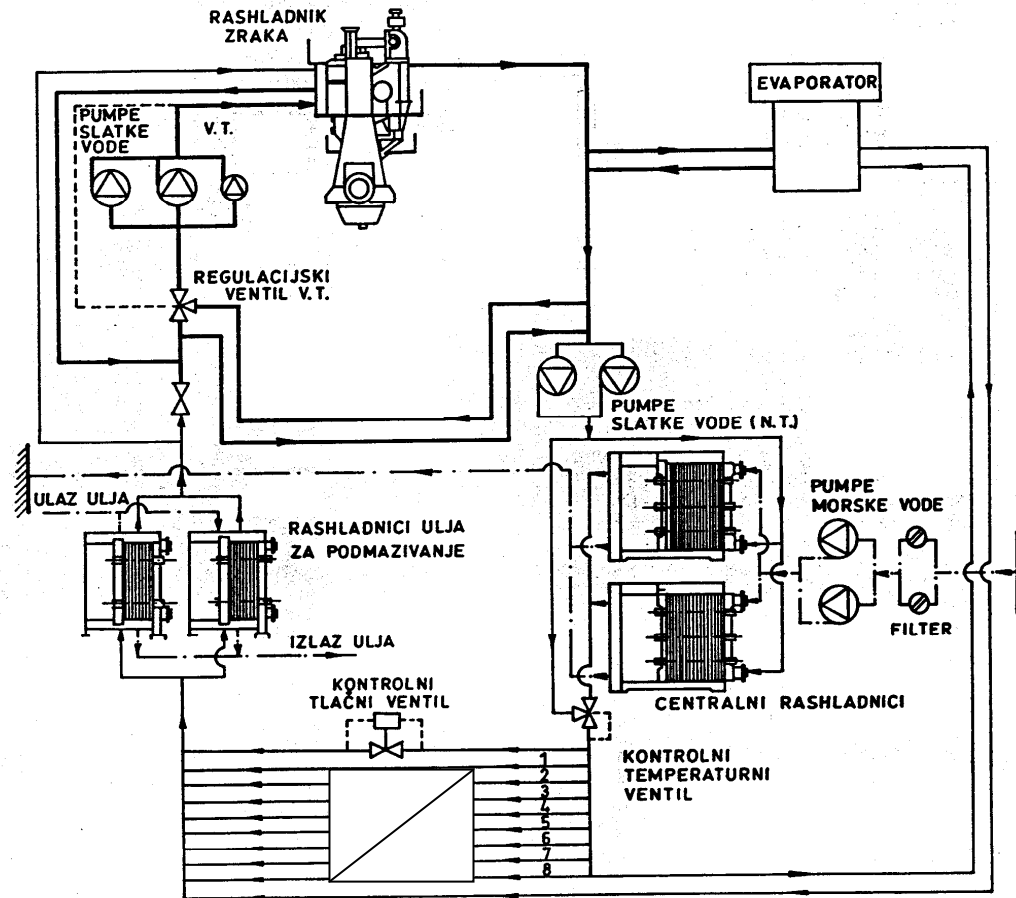 RASHLADNIK
ZRAKA
EVAPORATOR
PUMPE
SLATKE
VODE
V.T.
REGULACIJSKI
VENTIL V.T.
PUMPE
SLATKE VODE (N.T.)
ULAZ ULJA
RASHLADNICI ULJA
ZA PODMAZIVANJE
PUMPE
MORSKE VODE
FILTER
IZLAZ ULJA
KONTROLNI
TLAČNI VENTIL
CENTRALNI RASHLADNICI
KONTROLNI
TEMPERATURNI
VENTIL
1
2
3
4
5
6
7
8